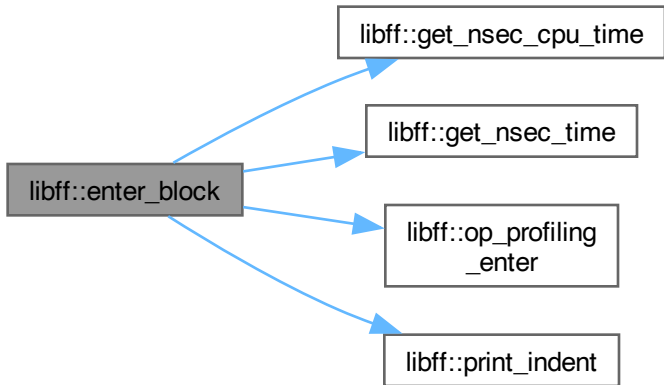 libff::get_nsec_cpu_time
libff::get_nsec_time
libff::enter_block
libff::op_profiling
_enter
libff::print_indent